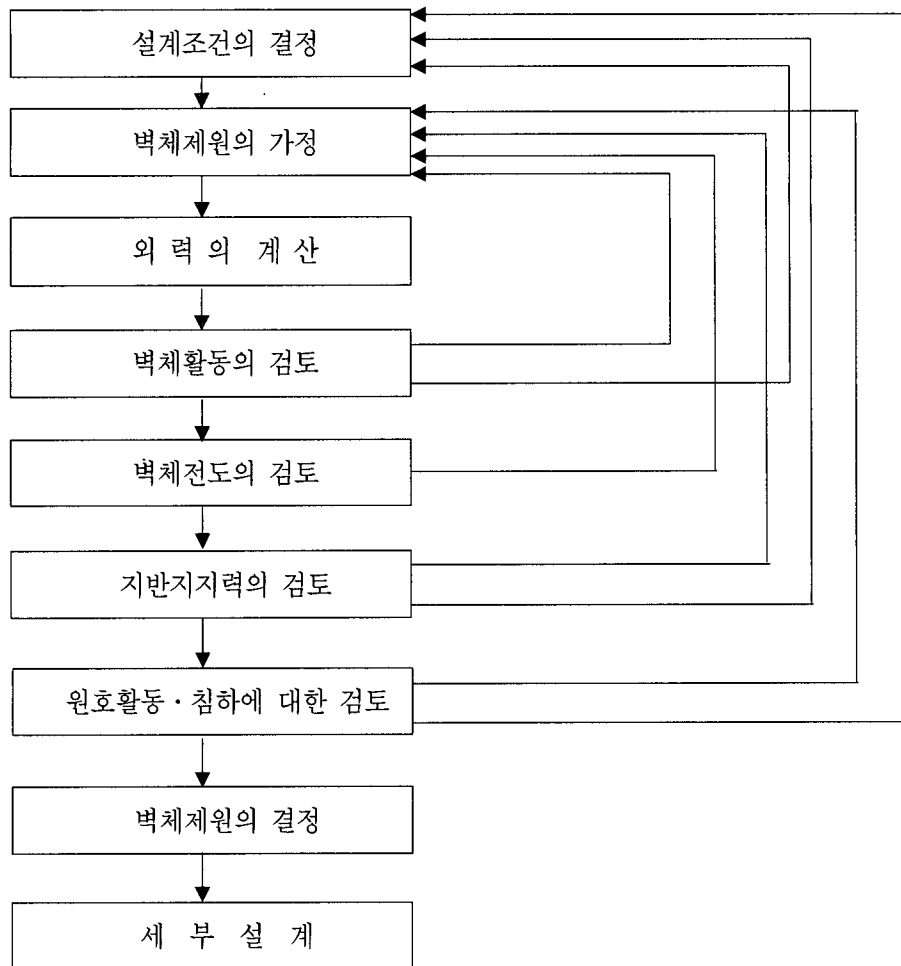 설계조건의 결정
벽체제원의 가정
외 력 의 계 산
벽체활동의 검토
벽체전도의 검토
지반지지력의 검토
원호활동·침하에 대한 검토
벽체제원의 결정
세 부 설 계